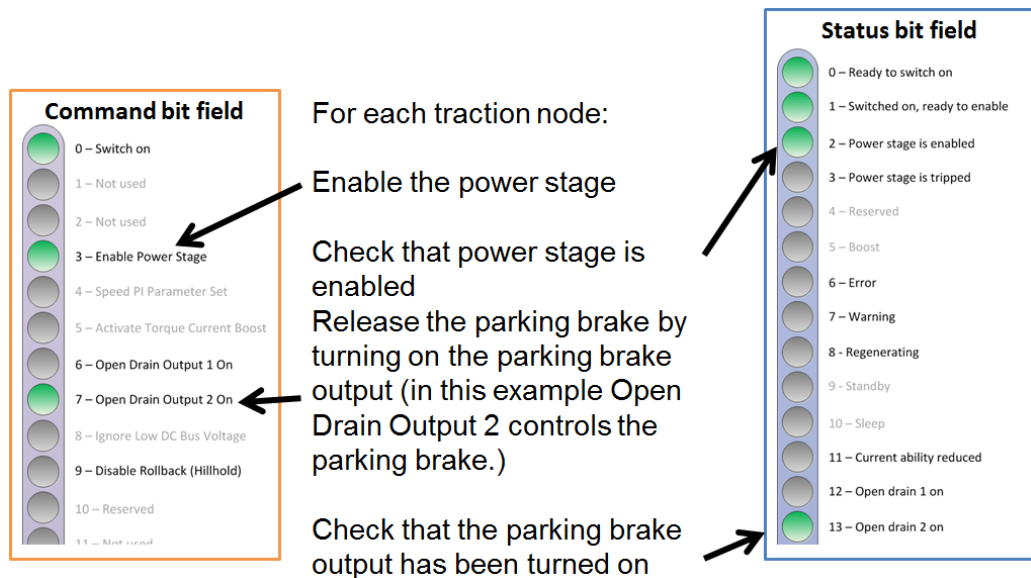 Command bit field
0 – Switch on
1 – Not used
2 – Not used
3 – Enable Power Stage
4 – Speed PI Parameter Set
5 – Activate Torque Current Boost
6 – Open Drain Output 1 On
7 – Open Drain Output 2 On
8 – Ignore Low DC Bus Voltage
9 – Disable Rollback (Hillhold)
10 – Reserved
11 – Not used
For each traction node:
Enable the power stage
Check that power stage is
enabled
Release the parking brake by
turning on the parking brake
output (in this example Open
Drain Output 2 controls the
parking brake.)
Check that the parking brake
output has been turned on
Status bit field
0 – Ready to switch on
1 – Switched on, ready to enable
2 – Power stage is enabled
3 – Power stage is tripped
4 – Reserved
5 – Boost
6 – Error
7 – Warning
8 - Regenerating
9 - Standby
10 – Sleep
11 – Current ability reduced
12 – Open drain 1 on
13 – Open drain 2 on